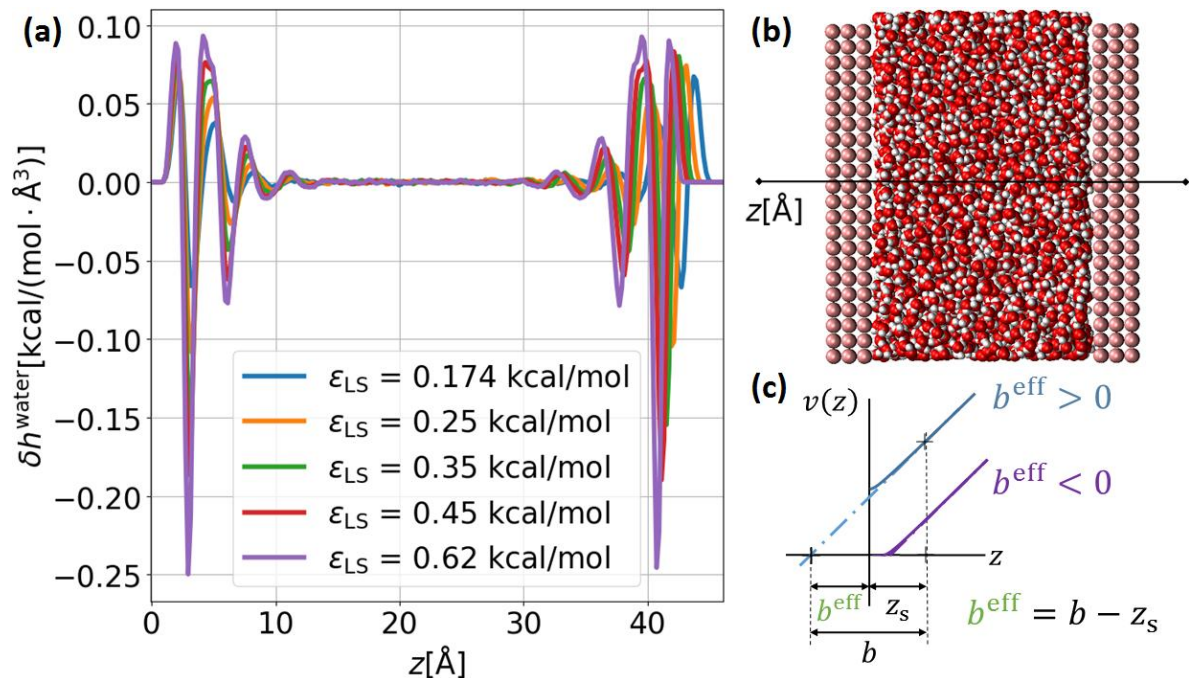 (a)
0.10
0.05
0.00
−0.05
−0.10
−0.15
−0.20
−0.25
δh^water[kcal/(mol · Å³)]
ε_LS = 0.174 kcal/mol
ε_LS = 0.25 kcal/mol
ε_LS = 0.35 kcal/mol
ε_LS = 0.45 kcal/mol
ε_LS = 0.62 kcal/mol
0 10 20 30 40
z[Å]
(b)
z[Å]
(c)
v(z)
b^eff > 0
b^eff < 0
z
b^eff
z_s
b
b^eff = b − z_s